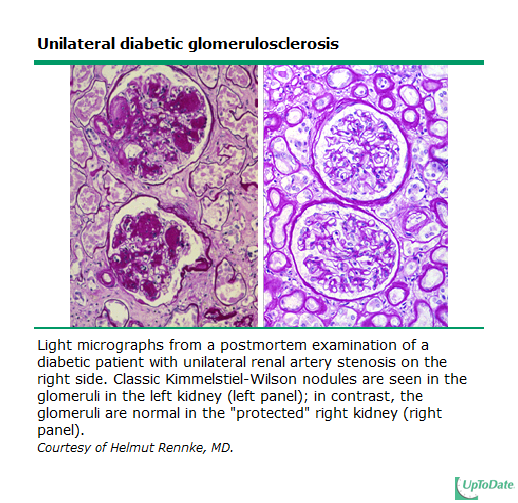 Unilateral diabetic glomerulosclerosis
Light micrographs from a postmortem examination of a
diabetic patient with unilateral renal artery stenosis on the
right side. Classic Kimmelstiel-Wilson nodules are seen in the
glomeruli in the left kidney (left panel); in contrast, the
glomeruli are normal in the "protected" right kidney (right
panel).
Courtesy of Helmut Rennke, MD.
UpToDate